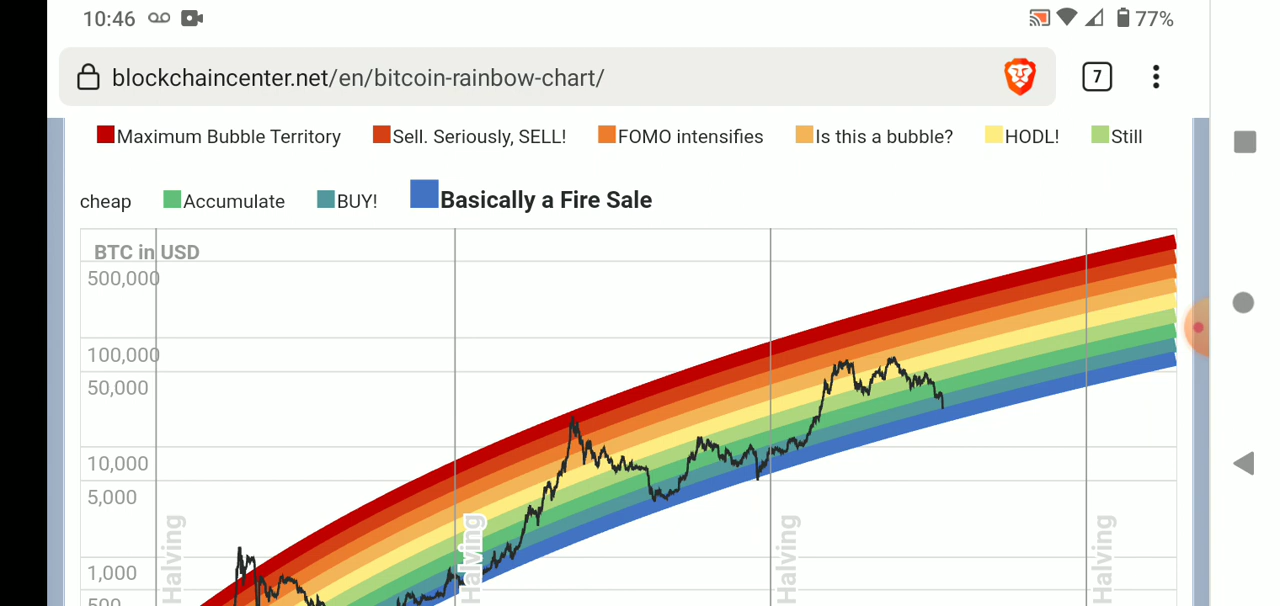 10:46 77%
blockchaincenter.net/en/bitcoin-rainbow-chart/ 7
Maximum Bubble Territory Sell. Seriously, SELL! FOMO intensifies Is this a bubble? HODL! Still
cheap Accumulate BUY! Basically a Fire Sale
BTC in USD
500,000
100,000
50,000
10,000
5,000
Halving Halving Halving Halving
1,000
500